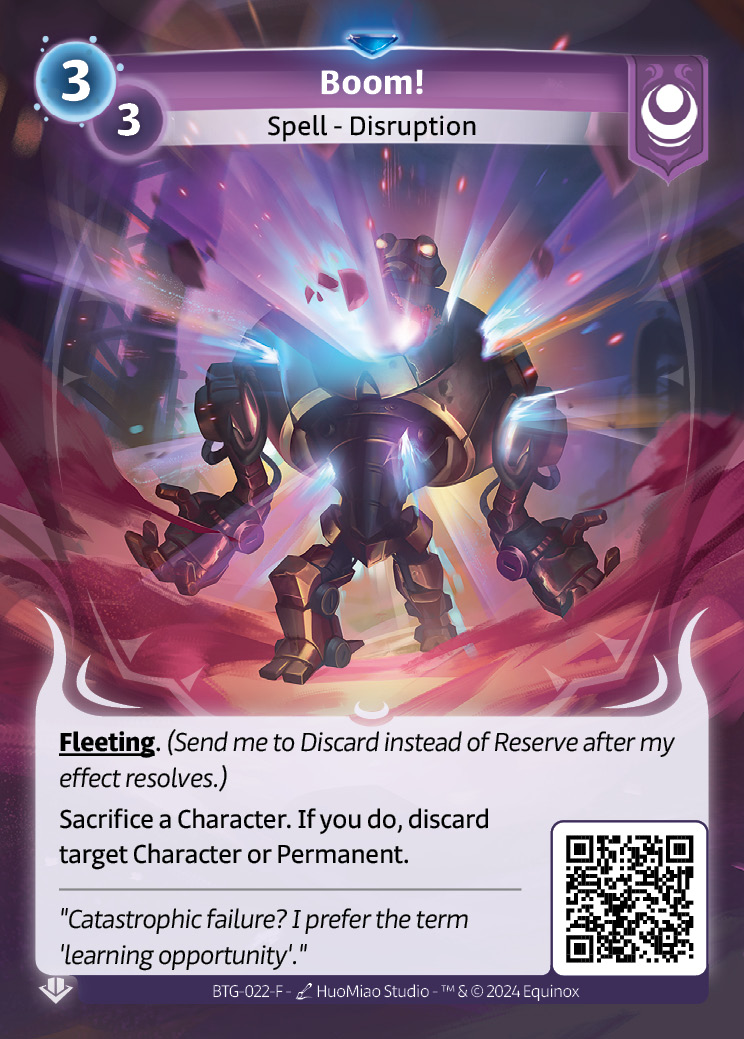 3
Boom!
3
Spell - Disruption
Fleeting. (Send me to Discard instead of Reserve after my
effect resolves.)
Sacrifice a Character. If you do, discard
target Character or Permanent.
"Catastrophic failure? I prefer the term
'learning opportunity'."
BTG-022-F - HuoMiao Studio - ™ & © 2024 Equinox